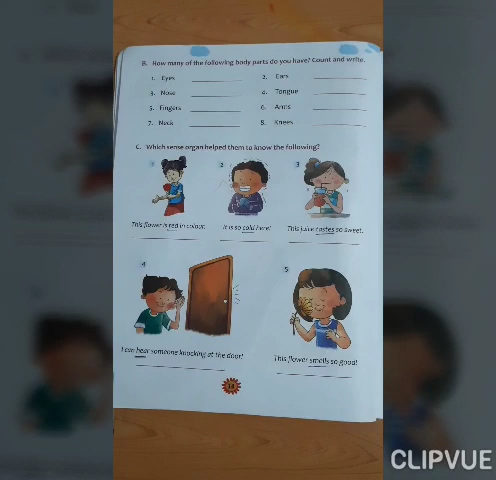 B. How many of the following body parts do you have? Count and write.
1. Eyes 2. Ears
3. Nose 4. Tongue
5. Fingers 6. Arms
7. Neck 8. Knees
C. Which sense organ helped them to know the following?
1 2 3
This flower is red in colour. It is so cold here! This juice tastes so sweet.
4 5
I can hear someone knocking at the door!
This flower smells so good!
14
CLIPVUE